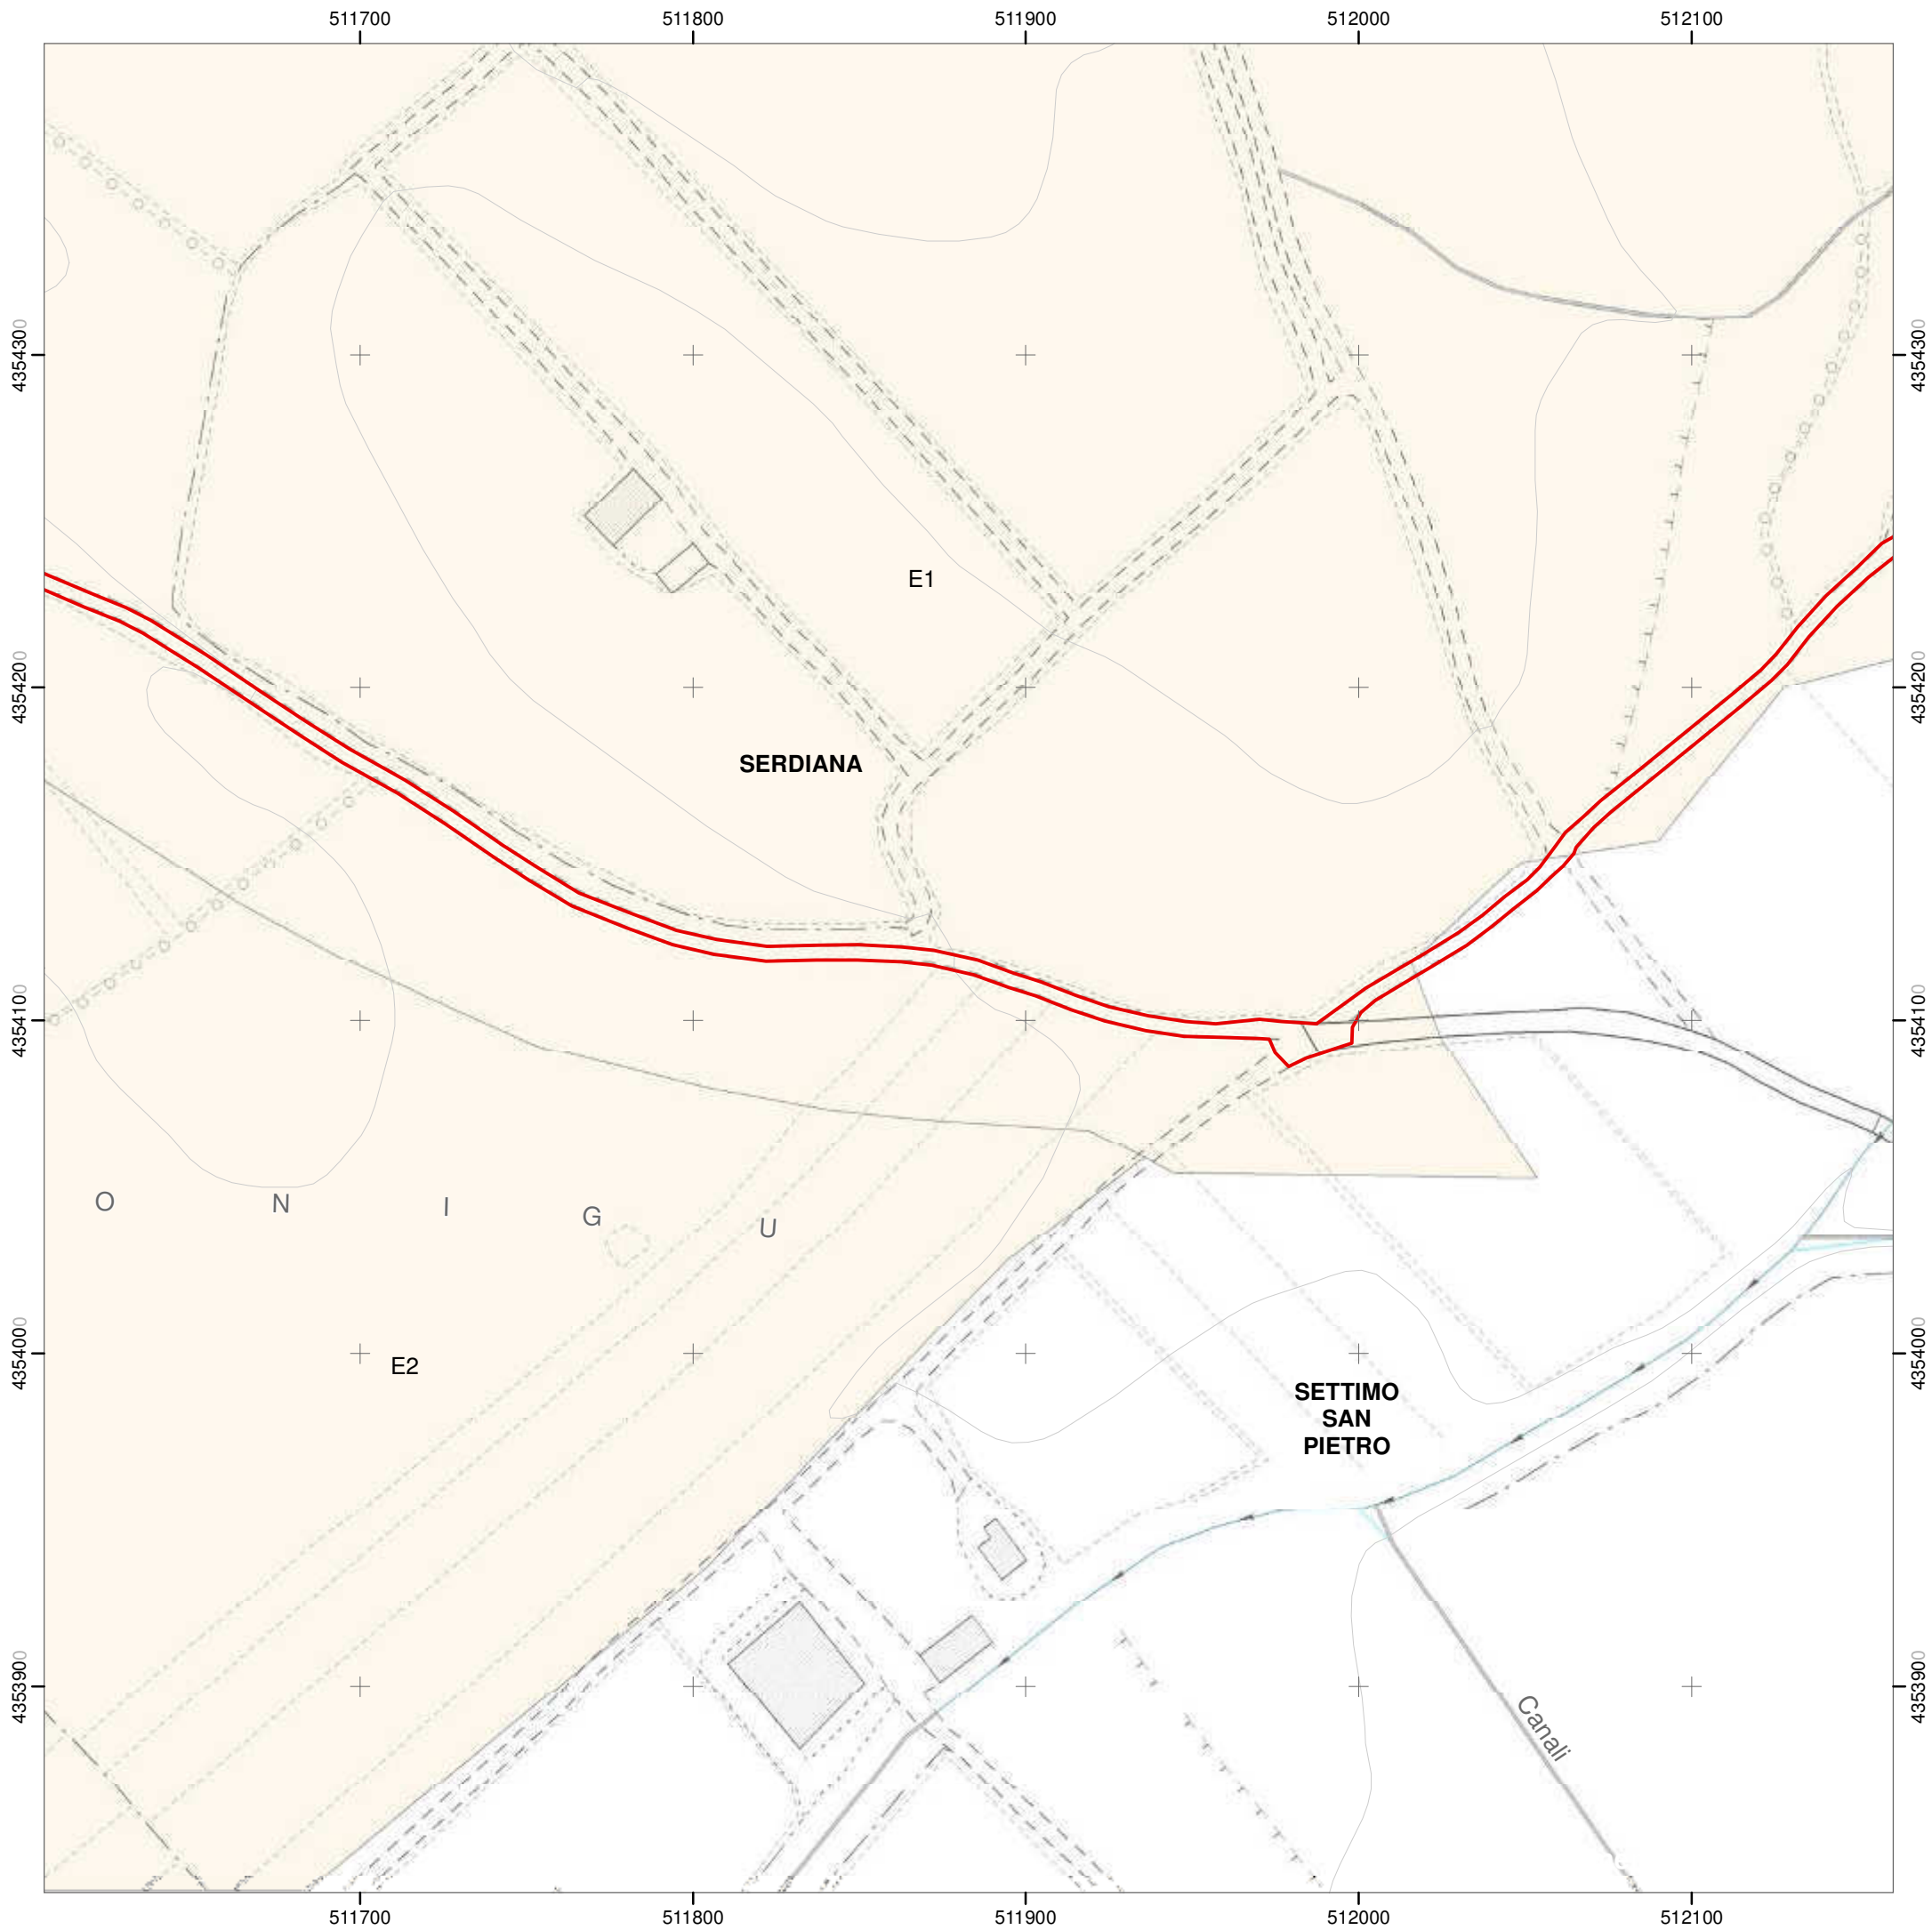 511700 511800 511900 512000 512100
4354300 4354300
E1
4354200 4354200
SERDIANA
4354100 4354100
O N I G U
4354000 4354000
E2
SETTIMO
SAN
PIETRO
4353900 4353900
Canali
511700 511800 511900 512000 512100